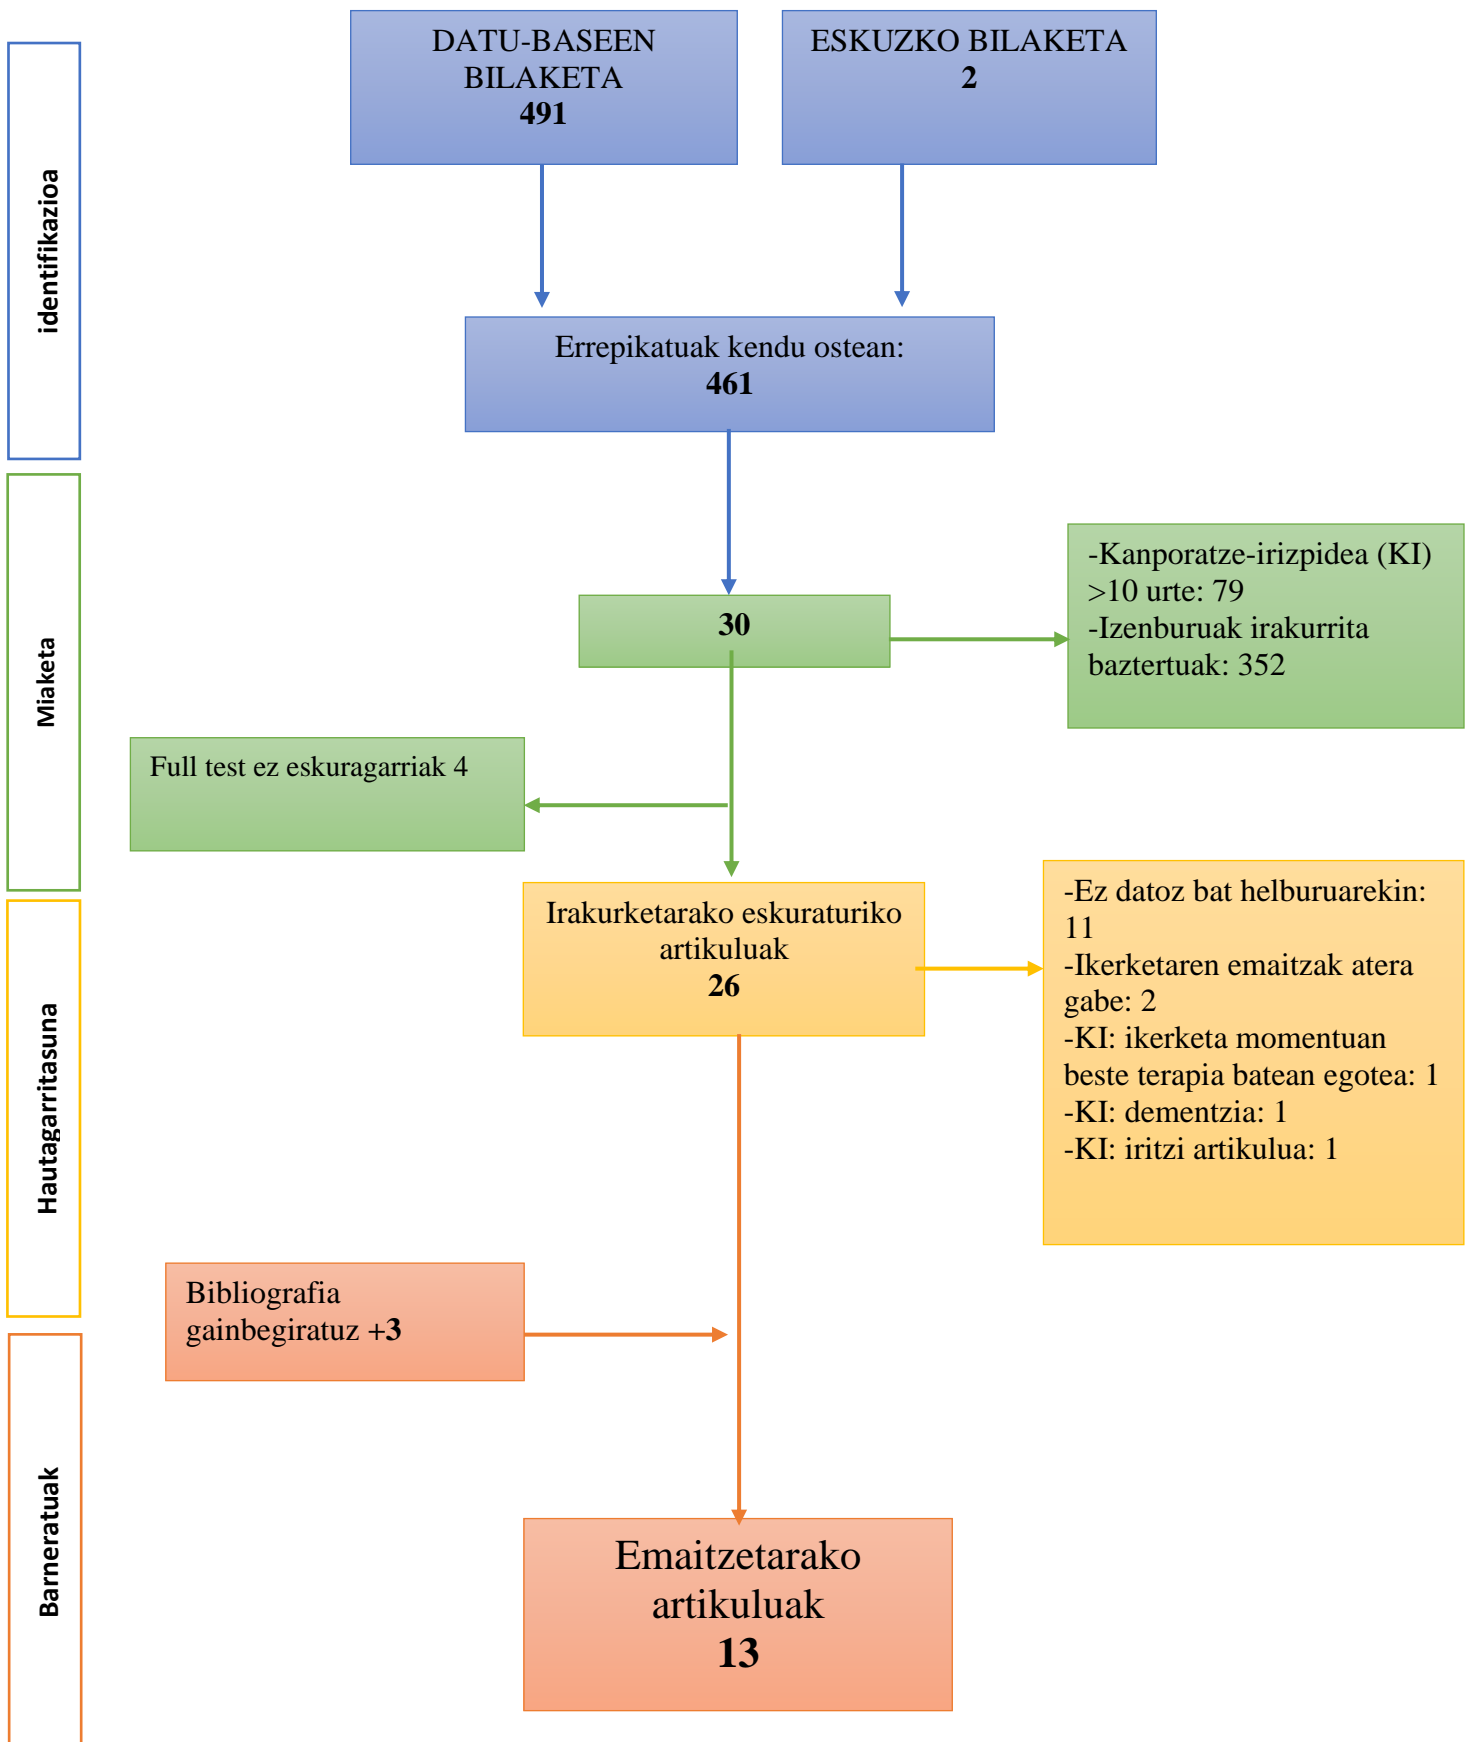 DATU-BASEEN
BILAKETA
491
ESKUZKO BILAKETA
2
identifikazioa
Errepikatuak kendu ostean:
461
Miaketa
30
-Kanporatze-irizpidea (KI)
>10 urte: 79
-Izenburuak irakurrita
baztertuak: 352
Full test ez eskuragarriak 4
Hautagarritasuna
Irakurketarako eskuraturiko
artikuluak
26
-Ez datoz bat helburuarekin:
11
-Ikerketaren emaitzak atera
gabe: 2
-KI: ikerketa momentuan
beste terapia batean egotea: 1
-KI: dementzia: 1
-KI: iritzi artikulua: 1
Bibliografia
gainbegiratuz +3
Barneratuak
Emaitzetarako
artikuluak
13